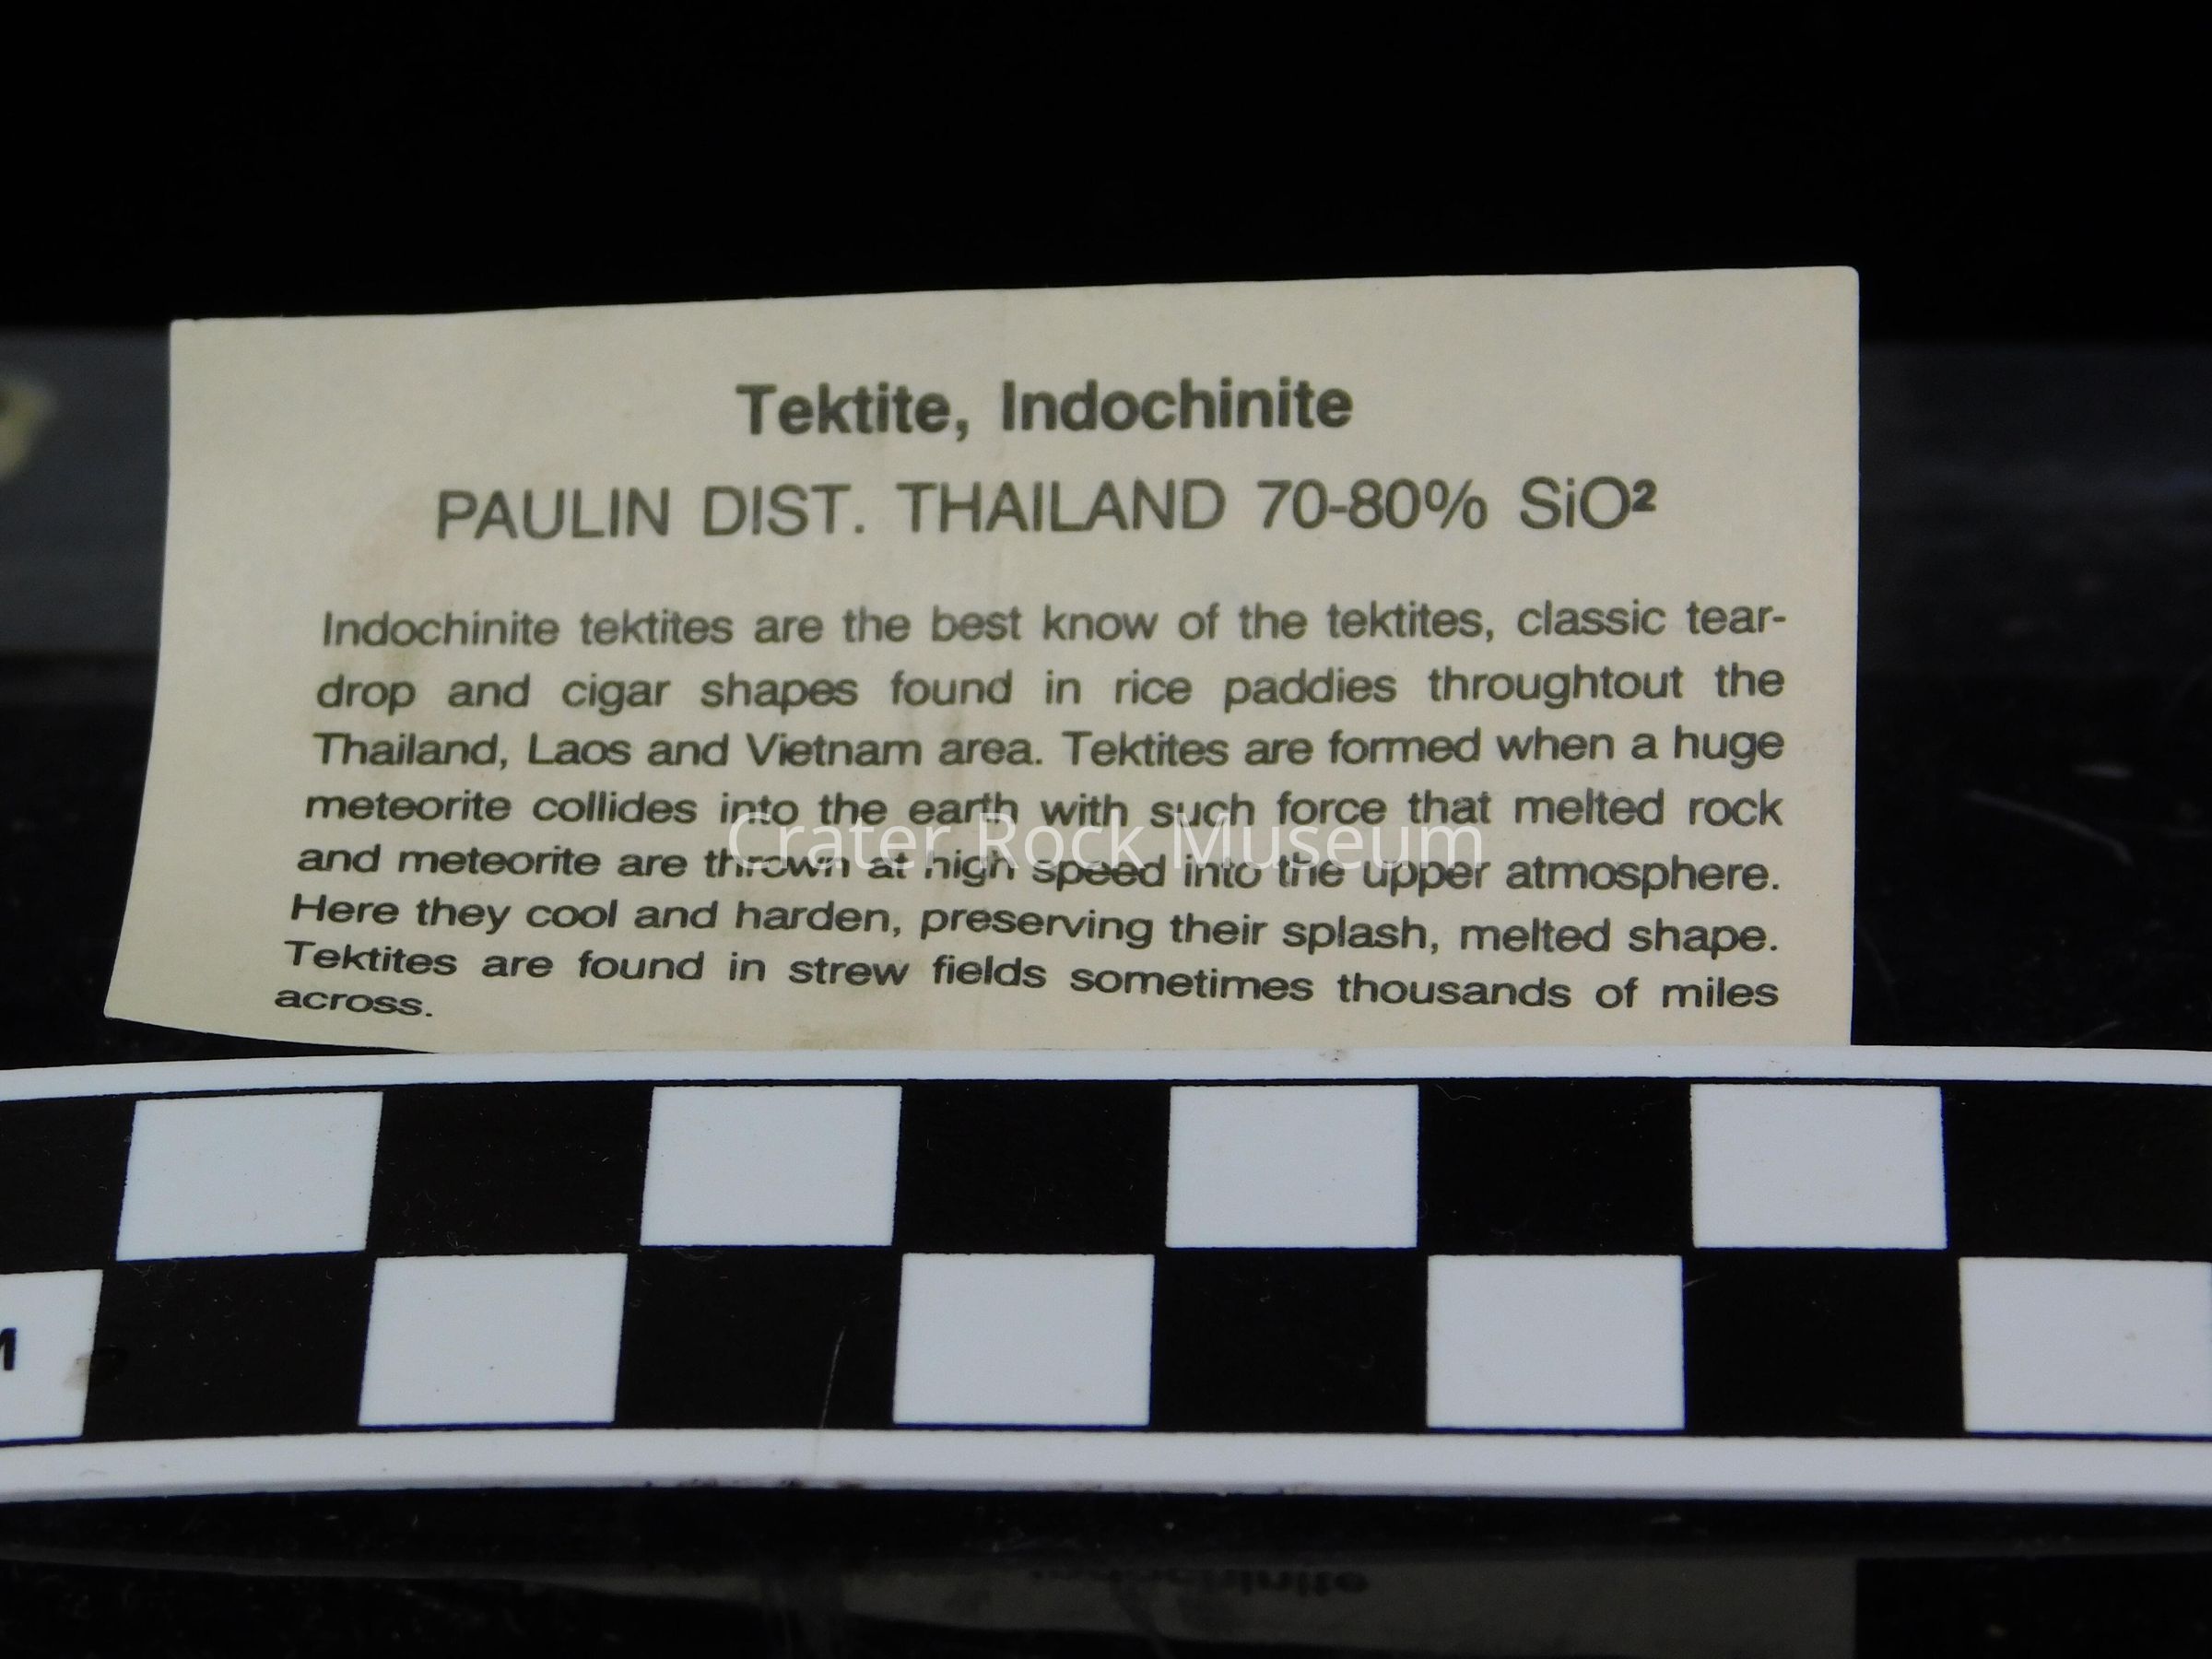 Tektite, Indochinite
PAULIN DIST. THAILAND 70-80% SiO²
Indochinite tektites are the best know of the tektites, classic tear-
drop and cigar shapes found in rice paddies throughtout the
Thailand, Laos and Vietnam area. Tektites are formed when a huge
meteorite collides into the earth with such force that melted rock
Crater Rock Museum
and meteorite are thrown at high speed into the upper atmosphere.
Here they cool and harden, preserving their splash, melted shape.
Tektites are found in strew fields sometimes thousands of miles
across.